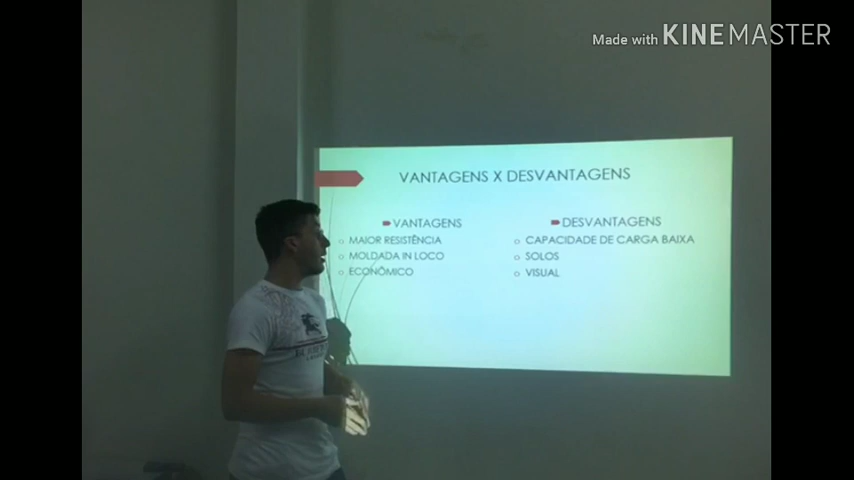 Made with KINEMASTER
VANTAGENS X DESVANTAGENS
VANTAGENS
MAIOR RESISTÊNCIA
MOLDADA IN LOCO
ECONÔMICO
DESVANTAGENS
CAPACIDADE DE CARGA BAIXA
SOLOS
VISUAL